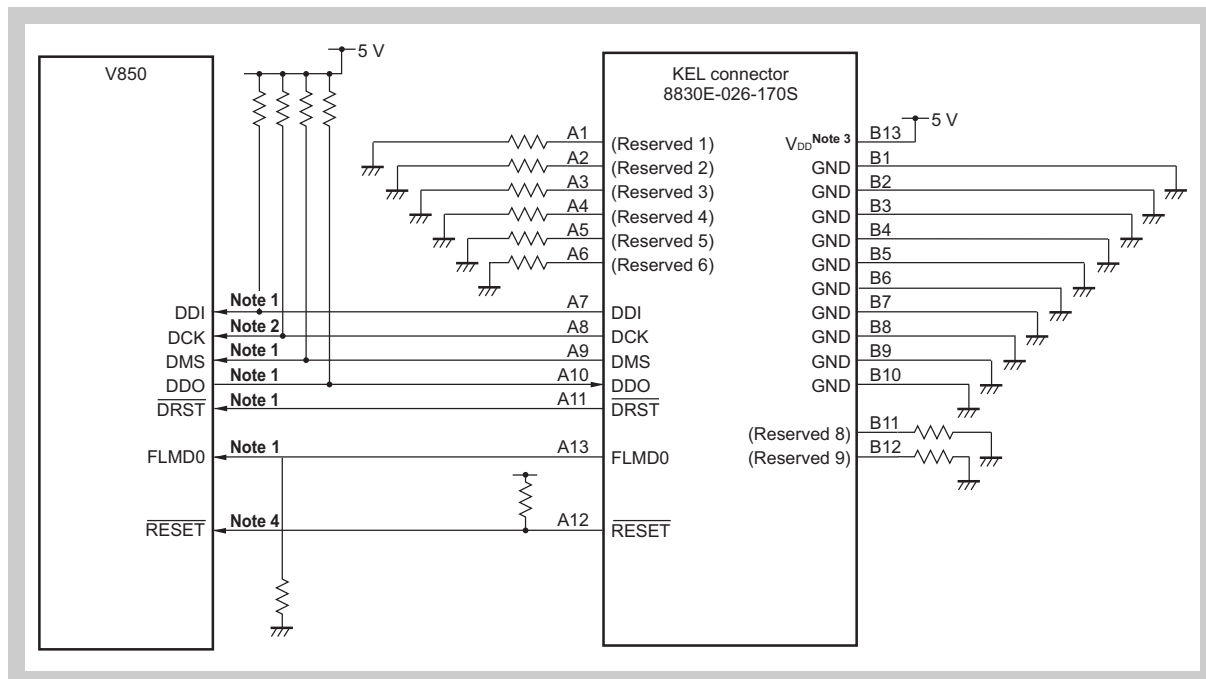 5 V
V850
KEL connector
8830E-026-170S
A1
(Reserved 1)
A2
(Reserved 2)
A3
(Reserved 3)
A4
(Reserved 4)
A5
(Reserved 5)
A6
(Reserved 6)
VDD Note 3
B13
5 V
GND
B1
GND
B2
GND
B3
GND
B4
GND
B5
GND
B6
GND
B7
GND
B8
GND
B9
GND
B10
DDI
Note 1
A7
DDI
DCK
Note 2
A8
DCK
DMS
Note 1
A9
DMS
DDO
Note 1
A10
DDO
DRST
Note 1
A11
DRST
FLMD0
Note 1
A13
FLMD0
(Reserved 8)
B11
(Reserved 9)
B12
RESET
Note 4
A12
RESET